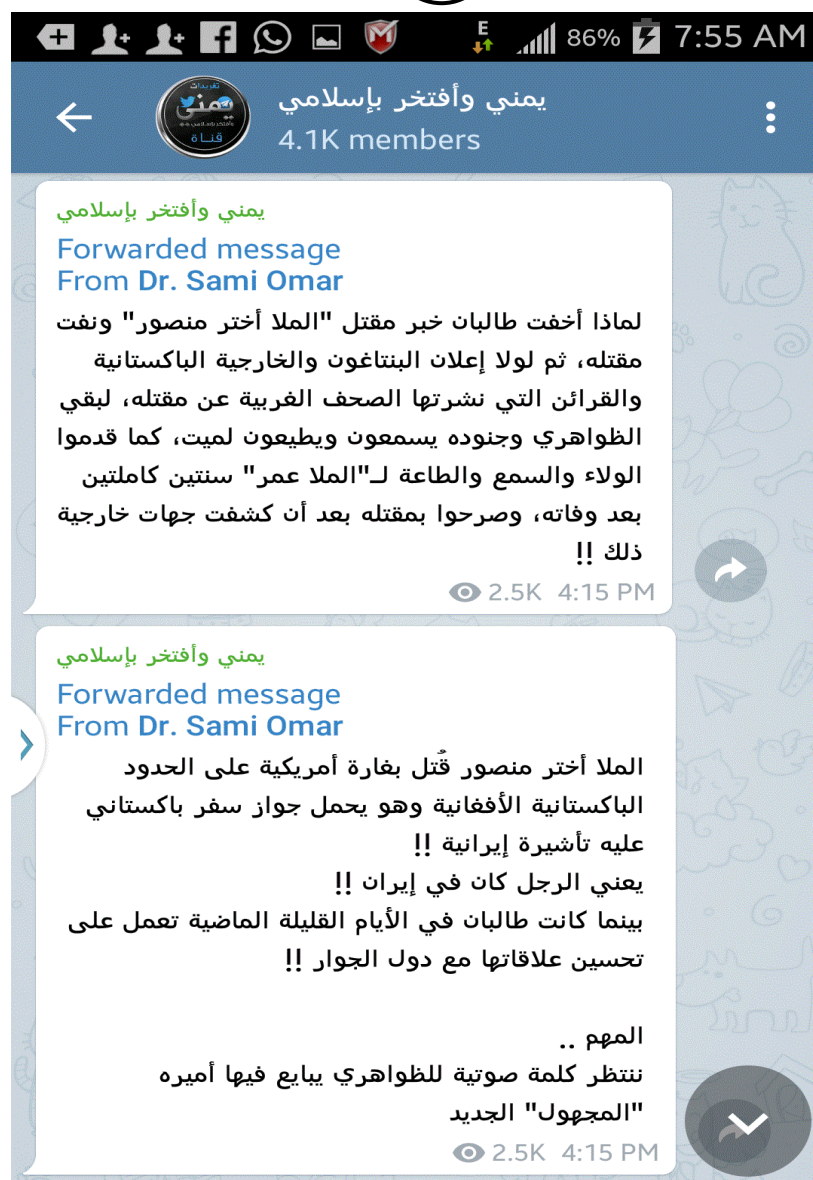 E 86% 7:55 AM
يمني وأفتخر بإسلامي
4.1K members
تغريدات
يمني
قناة
يمني وأفتخر بإسلامي
Forwarded message
From Dr. Sami Omar
لماذا أخفت طالبان خبر مقتل "الملا أختر منصور" ونفت
مقتله، ثم لولا إعلان البنتاغون والخارجية الباكستانية
والقرائن التي نشرتها الصحف الغربية عن مقتله، لبقي
الظواهري وجنوده يسمعون ويطيعون لميت، كما قدموا
الولاء والسمع والطاعة لـ"الملا عمر" سنتين كاملتين
بعد وفاته، وصرحوا بمقتله بعد أن كشفت جهات خارجية
ذلك !!
2.5K 4:15 PM
يمني وأفتخر بإسلامي
Forwarded message
From Dr. Sami Omar
الملا أختر منصور قُتل بغارة أمريكية على الحدود
الباكستانية الأفغانية وهو يحمل جواز سفر باكستاني
عليه تأشيرة إيرانية !!
يعني الرجل كان في إيران !!
بينما كانت طالبان في الأيام القليلة الماضية تعمل على
تحسين علاقاتها مع دول الجوار !!
المهم ..
ننتظر كلمة صوتية للظواهري يبايع فيها أميره
"المجهول" الجديد
2.5K 4:15 PM